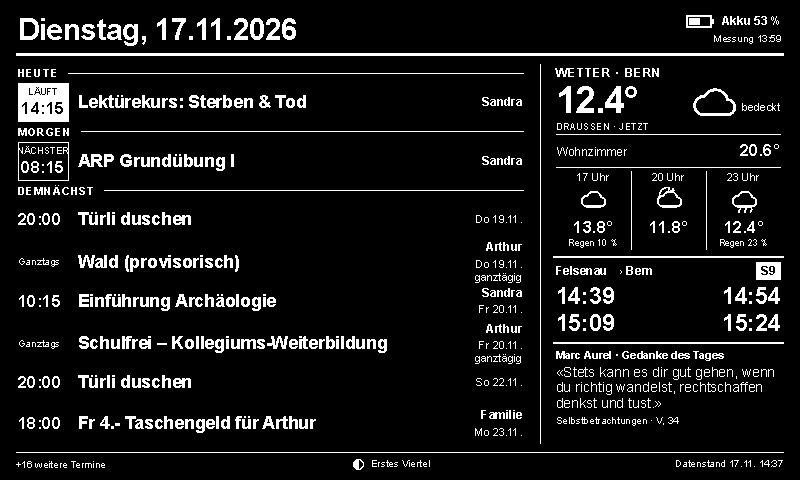 Dienstag, 17.11.2026
Akku 53 %
Messung 13:59
HEUTE
LÄUFT
14:15 Lektürekurs: Sterben & Tod Sandra
MORGEN
NÄCHSTER
08:15 ARP Grundübung I Sandra
DEMNÄCHST
20:00 Türli duschen Do 19.11.
Arthur
Ganztags Wald (provisorisch) Do 19.11.
ganztägig
Sandra
10:15 Einführung Archäologie Fr 20.11.
Arthur
Ganztags Schulfrei – Kollegiums-Weiterbildung Fr 20.11.
ganztägig
20:00 Türli duschen So 22.11.
Familie
18:00 Fr 4.- Taschengeld für Arthur Mo 23.11.
WETTER · BERN
12.4° bedeckt
DRAUSSEN · JETZT
Wohnzimmer 20.6°
17 Uhr 20 Uhr 23 Uhr
13.8° 11.8° 12.4°
Regen 10 % Regen 23 %
Felsenau › Bern S9
14:39 14:54
15:09 15:24
Marc Aurel · Gedanke des Tages
«Stets kann es dir gut gehen, wenn
du richtig wandelst, rechtschaffen
denkst und tust.»
Selbstbetrachtungen · V, 34
+16 weitere Termine
Erstes Viertel
Datenstand 17.11. 14:37